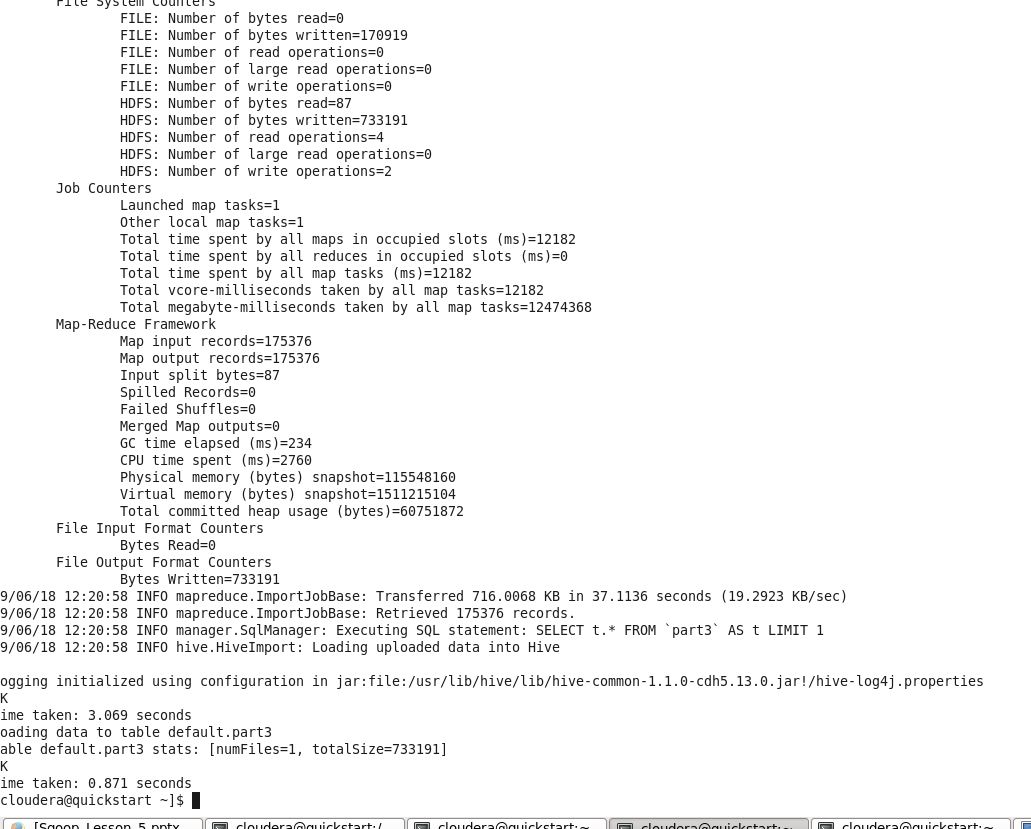 File System Counters
FILE: Number of bytes read=0
FILE: Number of bytes written=170919
FILE: Number of read operations=0
FILE: Number of large read operations=0
FILE: Number of write operations=0
HDFS: Number of bytes read=87
HDFS: Number of bytes written=733191
HDFS: Number of read operations=4
HDFS: Number of large read operations=0
HDFS: Number of write operations=2
Job Counters
Launched map tasks=1
Other local map tasks=1
Total time spent by all maps in occupied slots (ms)=12182
Total time spent by all reduces in occupied slots (ms)=0
Total time spent by all map tasks (ms)=12182
Total vcore-milliseconds taken by all map tasks=12182
Total megabyte-milliseconds taken by all map tasks=12474368
Map-Reduce Framework
Map input records=175376
Map output records=175376
Input split bytes=87
Spilled Records=0
Failed Shuffles=0
Merged Map outputs=0
GC time elapsed (ms)=234
CPU time spent (ms)=2760
Physical memory (bytes) snapshot=115548160
Virtual memory (bytes) snapshot=1511215104
Total committed heap usage (bytes)=60751872
File Input Format Counters
Bytes Read=0
File Output Format Counters
Bytes Written=733191
9/06/18 12:20:58 INFO mapreduce.ImportJobBase: Transferred 716.0068 KB in 37.1136 seconds (19.2923 KB/sec)
9/06/18 12:20:58 INFO mapreduce.ImportJobBase: Retrieved 175376 records.
9/06/18 12:20:58 INFO manager.SqlManager: Executing SQL statement: SELECT t.* FROM `part3` AS t LIMIT 1
9/06/18 12:20:58 INFO hive.HiveImport: Loading uploaded data into Hive
ogging initialized using configuration in jar:file:/usr/lib/hive/lib/hive-common-1.1.0-cdh5.13.0.jar!/hive-log4j.properties
K
ime taken: 3.069 seconds
oading data to table default.part3
able default.part3 stats: [numFiles=1, totalSize=733191]
K
ime taken: 0.871 seconds
cloudera@quickstart ~]$
[Sqoop_Lesson_5.pptx cloudera@quickstart:/ cloudera@quickstart:~ cloudera@quickstart:~ cloudera@quickstart:~